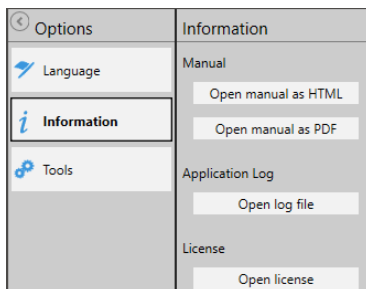 Options
Language
i Information
Tools
Information
Manual
Open manual as HTML
Open manual as PDF
Application Log
Open log file
License
Open license